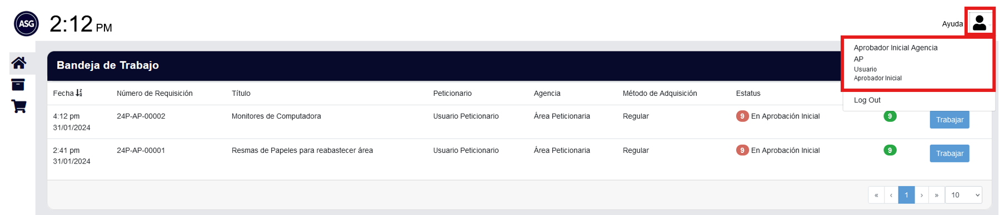 ASG
2:12 PM
Ayuda
Aprobador Inicial Agencia
AP
Usuario
Aprobador Inicial
Log Out
Bandeja de Trabajo
Fecha Número de Requisición Título Peticionario Agencia Método de Adquisición Estatus
4:12 pm 24P-AP-00002 Monitores de Computadora Usuario Peticionario Área Peticionaria Regular 9 En Aprobación Inicial 9 Trabajar
31/01/2024
2:41 pm 24P-AP-00001 Resmas de Papeles para reabastecer área Usuario Peticionario Área Peticionaria Regular 9 En Aprobación Inicial 9 Trabajar
31/01/2024
« ‹ 1 › » 10